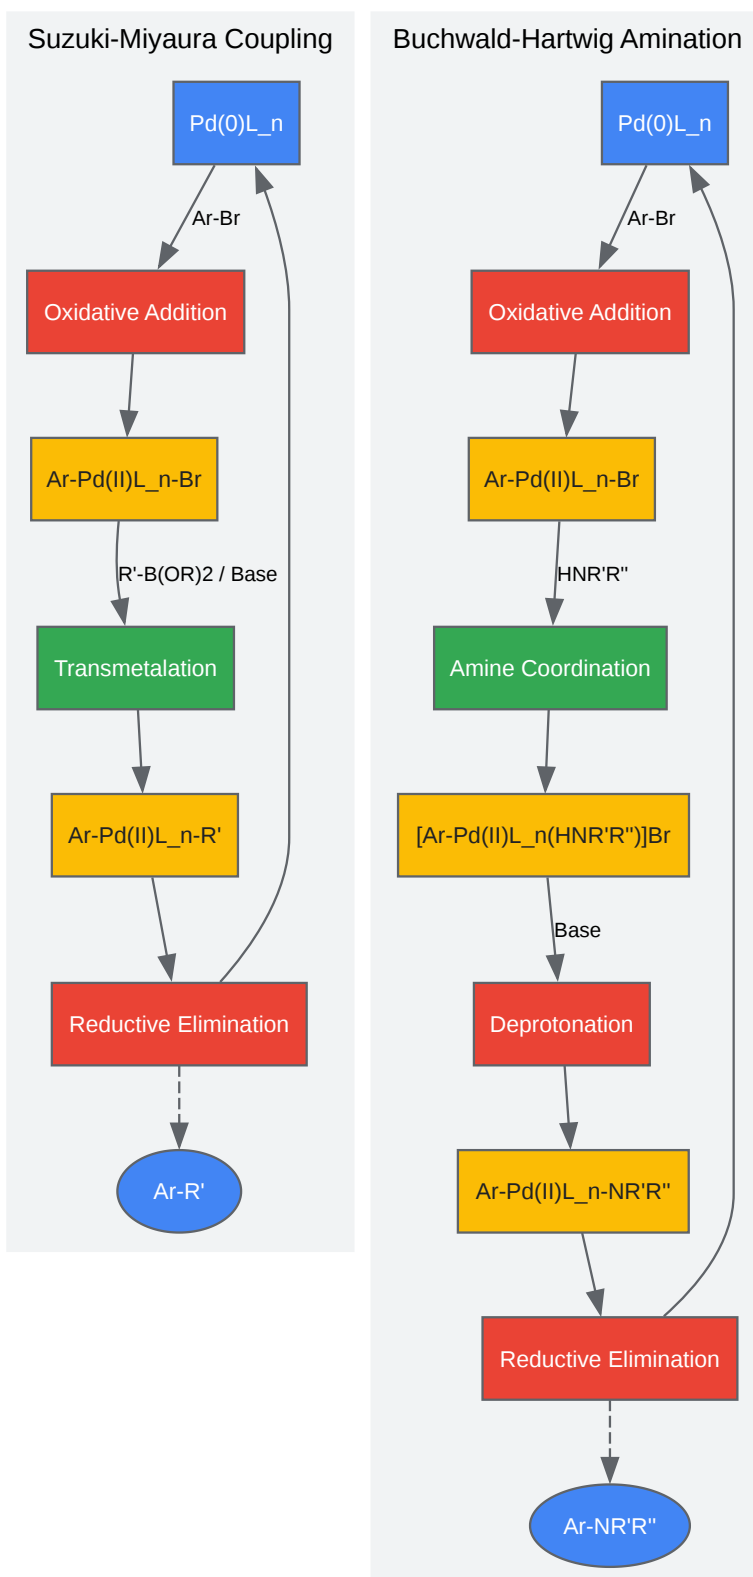 Suzuki-Miyaura Coupling
Pd(0)L_n
Ar-Br
Oxidative Addition
Ar-Pd(II)L_n-Br
R'-B(OR)2 / Base
Transmetalation
Ar-Pd(II)L_n-R'
Reductive Elimination
Ar-R'
Buchwald-Hartwig Amination
Pd(0)L_n
Ar-Br
Oxidative Addition
Ar-Pd(II)L_n-Br
HNR'R"
Amine Coordination
[Ar-Pd(II)L_n(HNR'R")]Br
Base
Deprotonation
Ar-Pd(II)L_n-NR'R"
Reductive Elimination
Ar-NR'R"